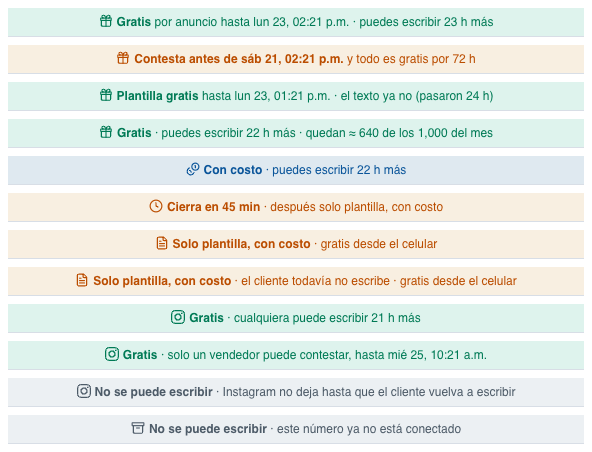 Gratis por anuncio hasta lun 23, 02:21 p.m. · puedes escribir 23 h más
Contesta antes de sáb 21, 02:21 p.m. y todo es gratis por 72 h
Plantilla gratis hasta lun 23, 01:21 p.m. · el texto ya no (pasaron 24 h)
Gratis · puedes escribir 22 h más · quedan ≈ 640 de los 1,000 del mes
Con costo · puedes escribir 22 h más
Cierra en 45 min · después solo plantilla, con costo
Solo plantilla, con costo · gratis desde el celular
Solo plantilla, con costo · el cliente todavía no escribe · gratis desde el celular
Gratis · cualquiera puede escribir 21 h más
Gratis · solo un vendedor puede contestar, hasta mié 25, 10:21 a.m.
No se puede escribir · Instagram no deja hasta que el cliente vuelva a escribir
No se puede escribir · este número ya no está conectado